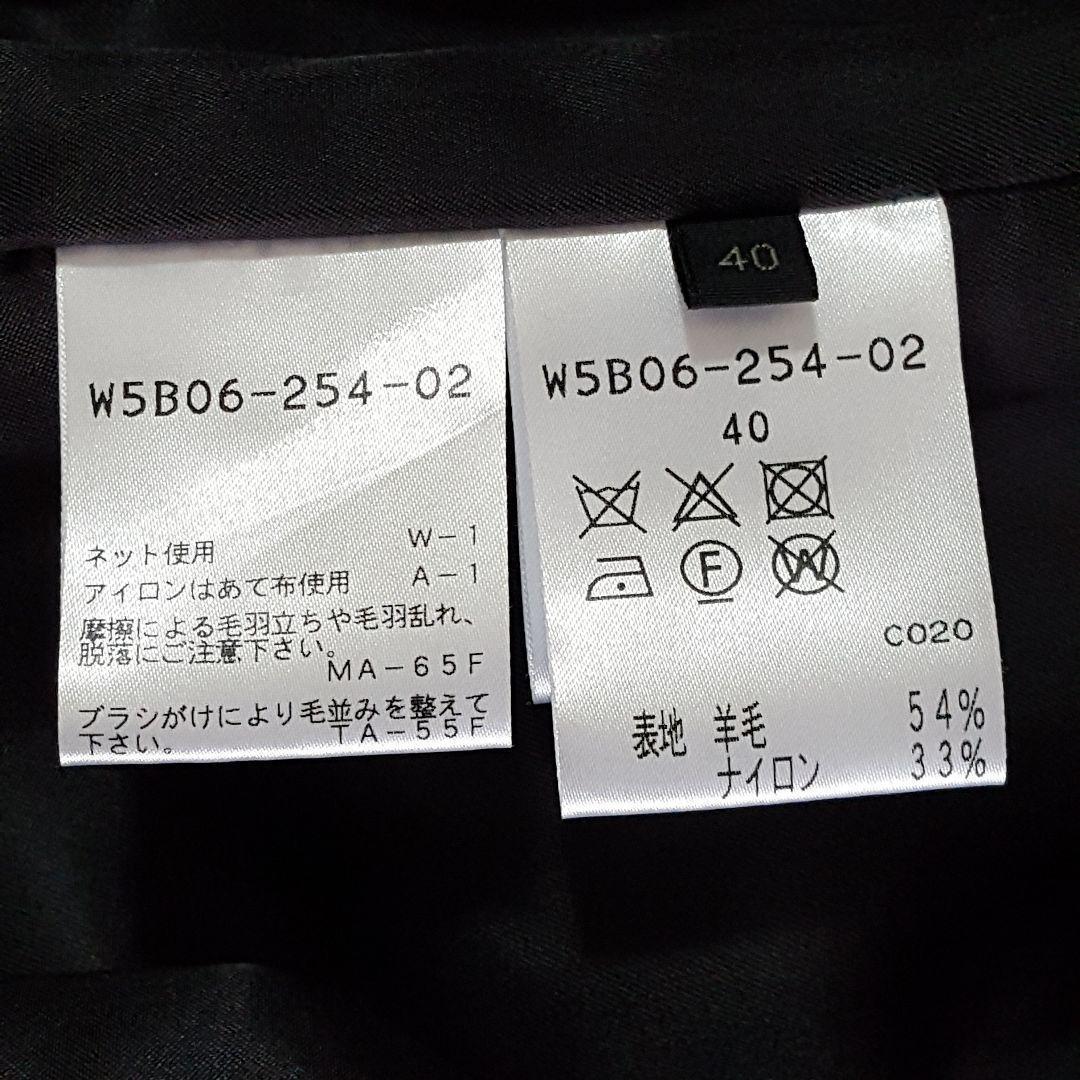 W5B06-254-02
ネット使用 W-1
アイロンはあて布使用 A-1
摩擦による毛羽立ちや毛羽乱れ、
脱落にご注意下さい。
MA-65F
ブラシがけにより毛並みを整えて
下さい。 TA-55F
40
W5B06-254-02
40
F
W
C020
表地 羊毛 54%
ナイロン 33%